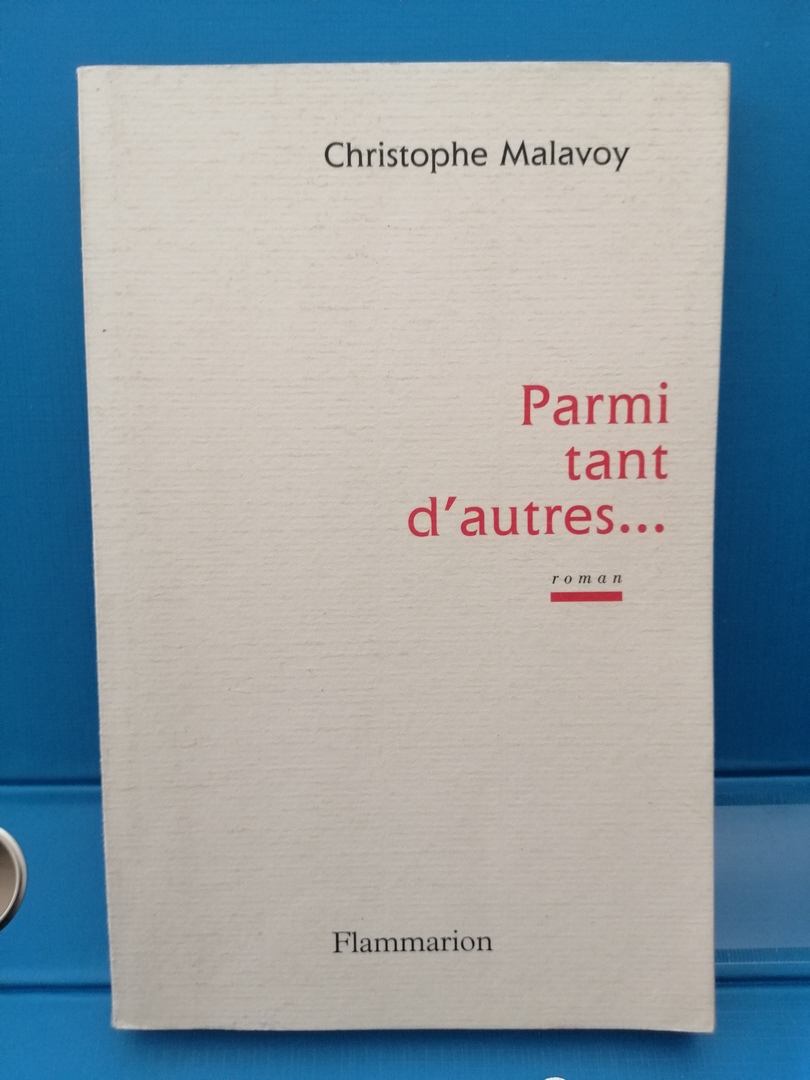 Christophe Malavoy
Parmi
tant
d'autres...
roman
Flammarion